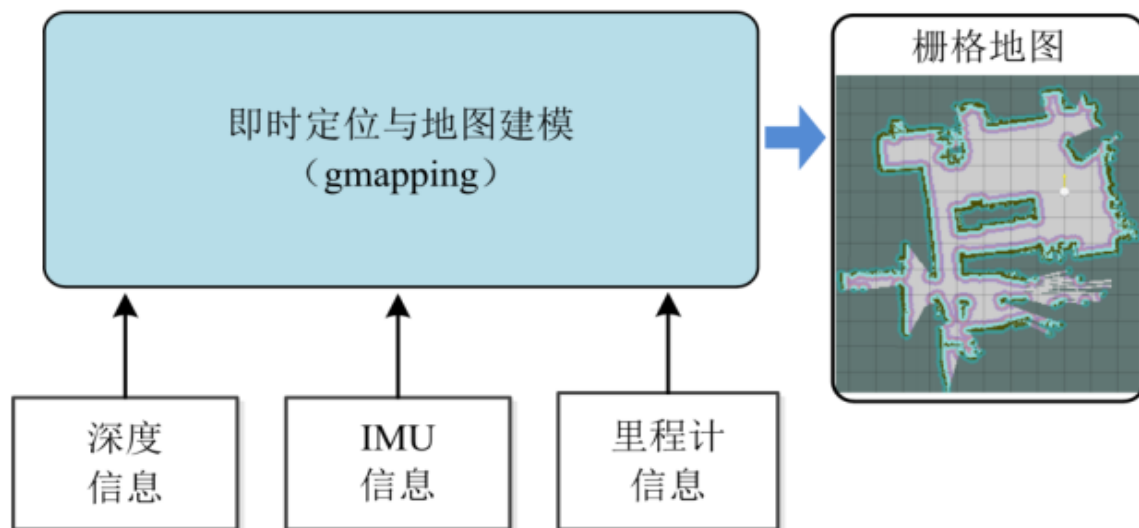 即时定位与地图建模
（gmapping）
栅格地图
深度
信息
IMU
信息
里程计
信息